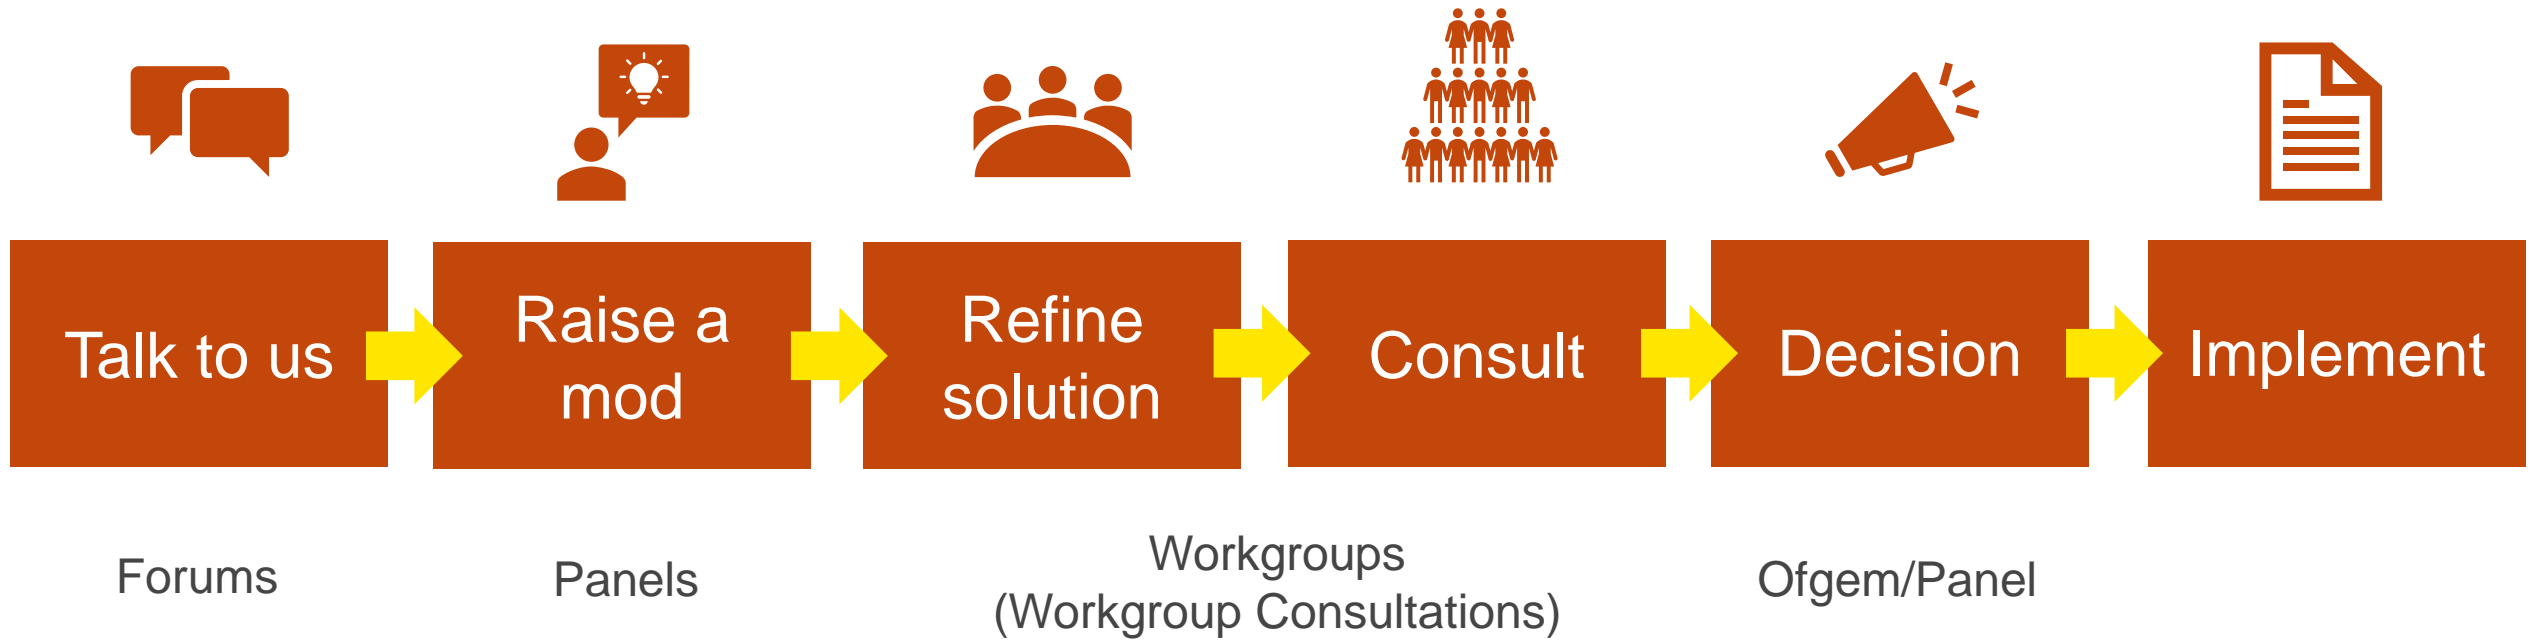 Talk to us
Raise a
mod
Refine
solution
Consult
Decision
Implement
Forums
Panels
Workgroups
(Workgroup Consultations)
Ofgem/Panel